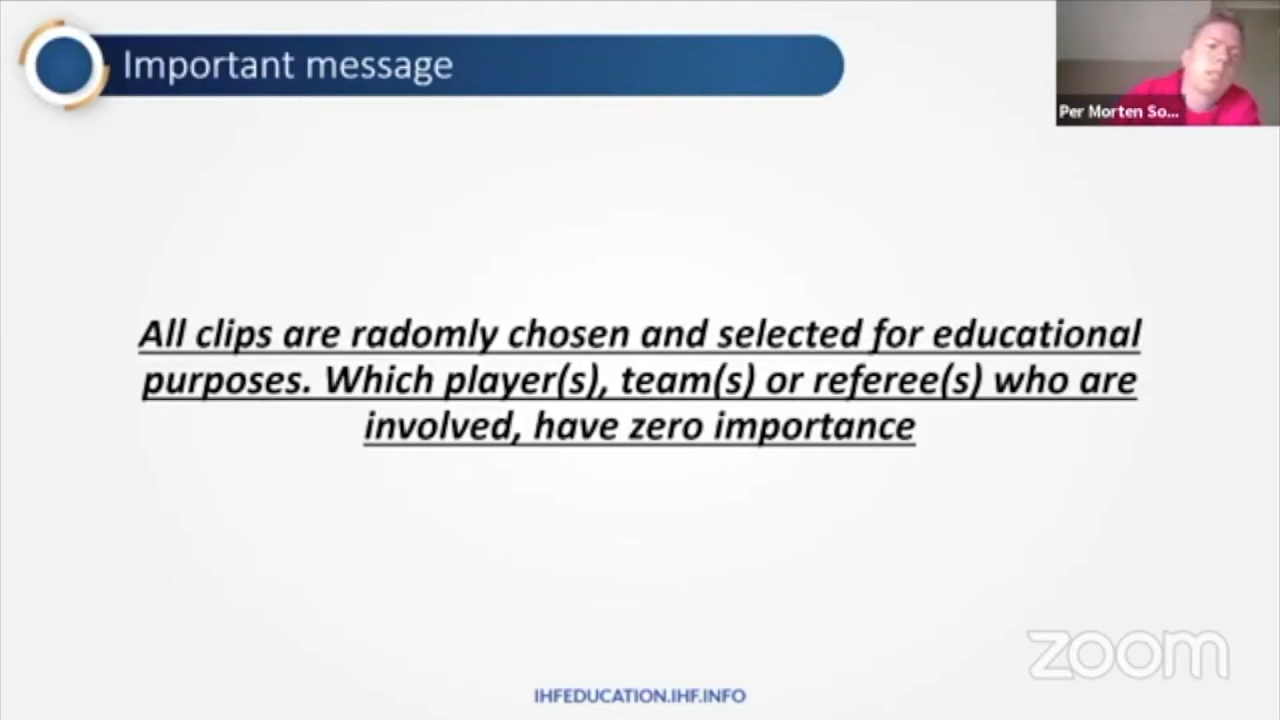 Important message
Per Morten So...
All clips are radomly chosen and selected for educational
purposes. Which player(s), team(s) or referee(s) who are
involved, have zero importance
zoom
IHFEDUCATION.IHF.INFO